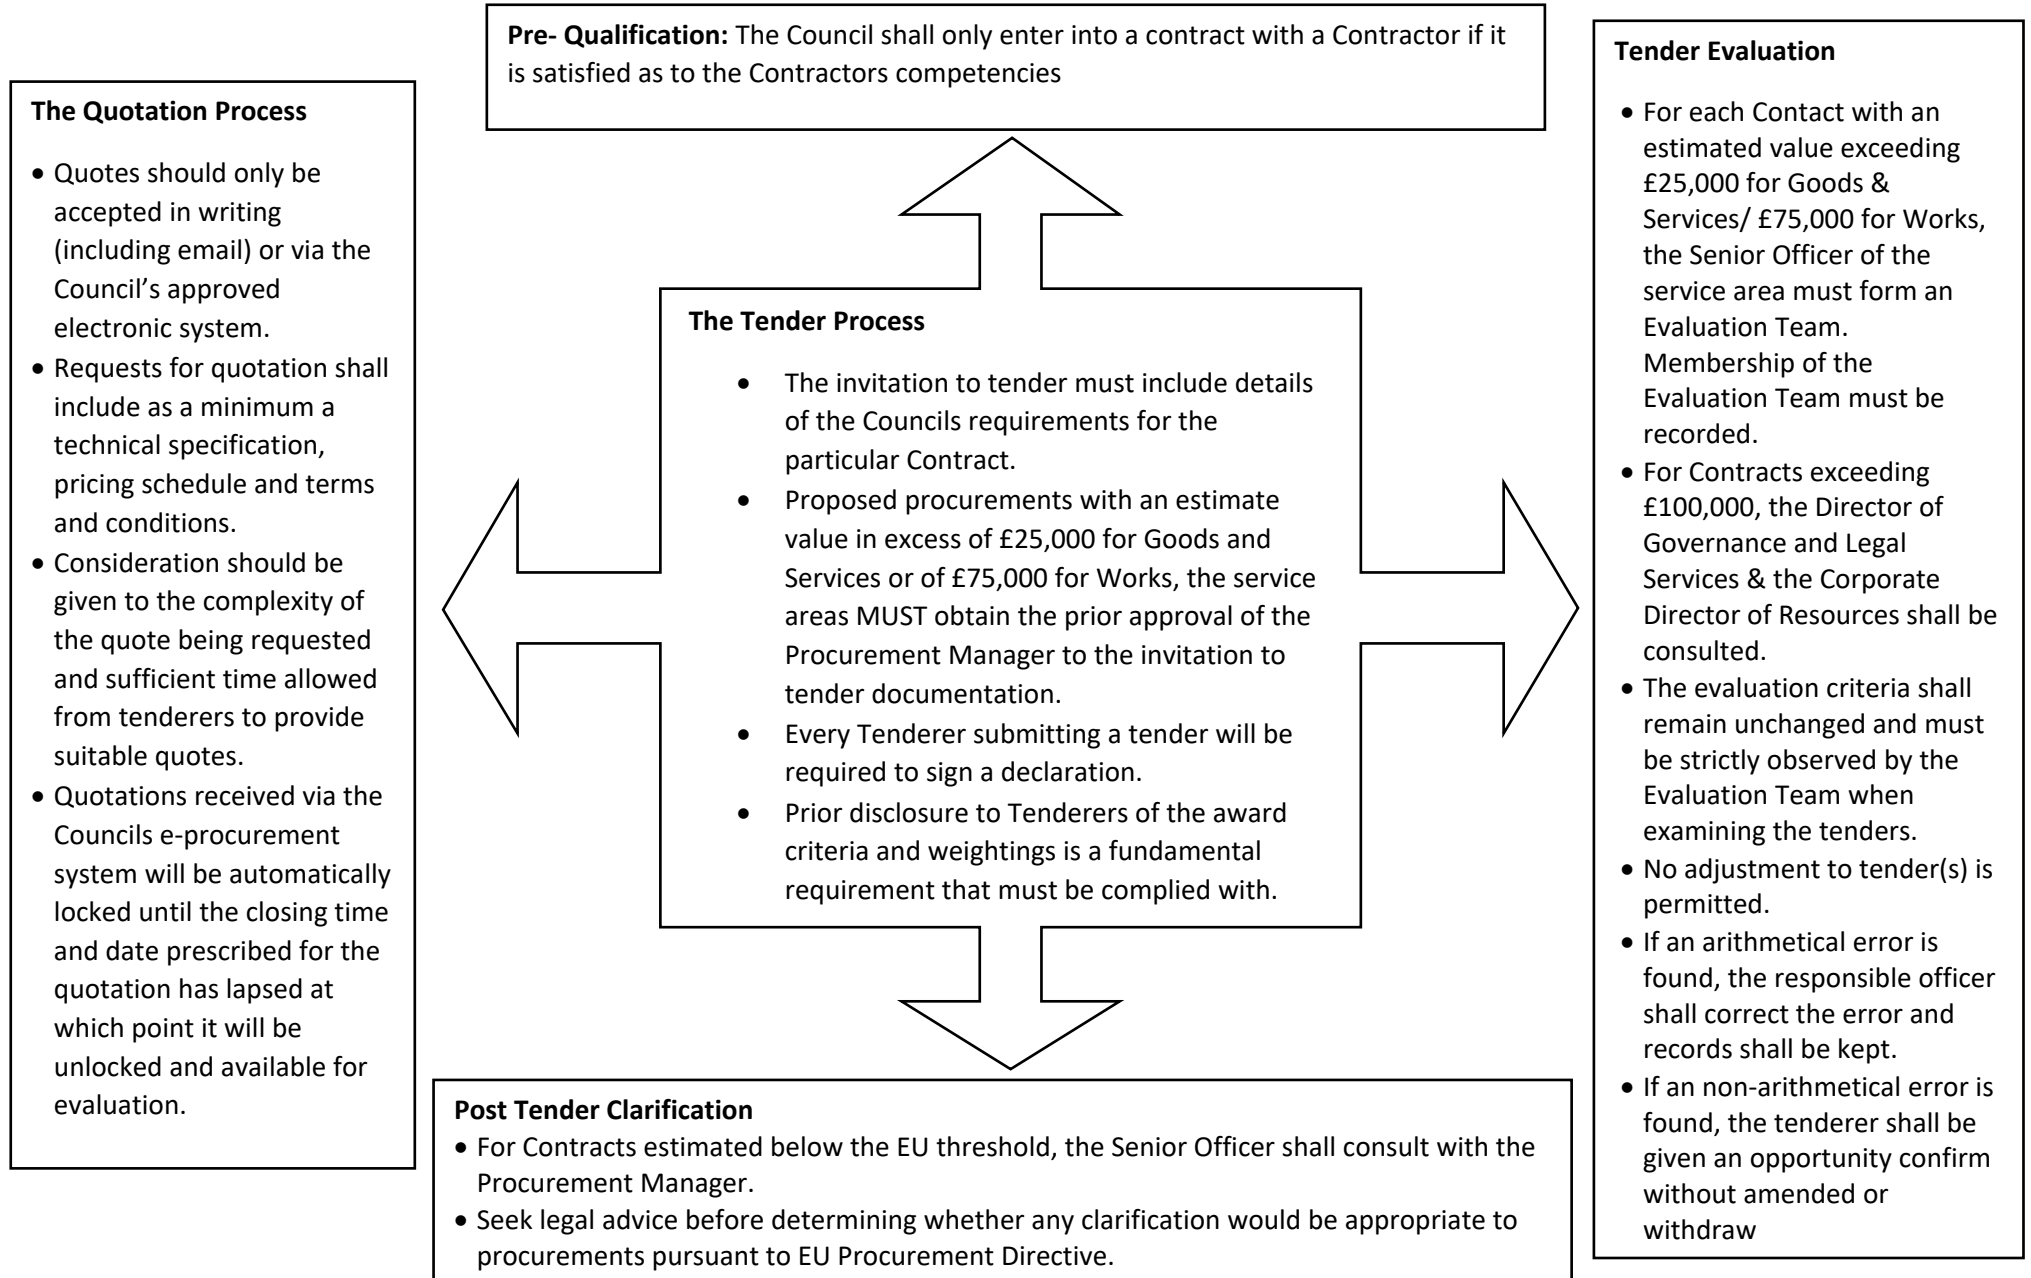 Pre- Qualification: The Council shall only enter into a contract with a Contractor if it
is satisfied as to the Contractors competencies
The Quotation Process
• Quotes should only be
accepted in writing
(including email) or via the
Council’s approved
electronic system.
• Requests for quotation shall
include as a minimum a
technical specification,
pricing schedule and terms
and conditions.
• Consideration should be
given to the complexity of
the quote being requested
and sufficient time allowed
from tenderers to provide
suitable quotes.
• Quotations received via the
Councils e-procurement
system will be automatically
locked until the closing time
and date prescribed for the
quotation has lapsed at
which point it will be
unlocked and available for
evaluation.
The Tender Process
• The invitation to tender must include details
of the Councils requirements for the
particular Contract.
• Proposed procurements with an estimate
value in excess of £25,000 for Goods and
Services or of £75,000 for Works, the service
areas MUST obtain the prior approval of the
Procurement Manager to the invitation to
tender documentation.
• Every Tenderer submitting a tender will be
required to sign a declaration.
• Prior disclosure to Tenderers of the award
criteria and weightings is a fundamental
requirement that must be complied with.
Tender Evaluation
• For each Contact with an
estimated value exceeding
£25,000 for Goods &
Services/ £75,000 for Works,
the Senior Officer of the
service area must form an
Evaluation Team.
Membership of the
Evaluation Team must be
recorded.
• For Contracts exceeding
£100,000, the Director of
Governance and Legal
Services & the Corporate
Director of Resources shall be
consulted.
• The evaluation criteria shall
remain unchanged and must
be strictly observed by the
Evaluation Team when
examining the tenders.
• No adjustment to tender(s) is
permitted.
• If an arithmetical error is
found, the responsible officer
shall correct the error and
records shall be kept.
• If an non-arithmetical error is
found, the tenderer shall be
given an opportunity confirm
without amended or
withdraw
Post Tender Clarification
• For Contracts estimated below the EU threshold, the Senior Officer shall consult with the
Procurement Manager.
• Seek legal advice before determining whether any clarification would be appropriate to
procurements pursuant to EU Procurement Directive.